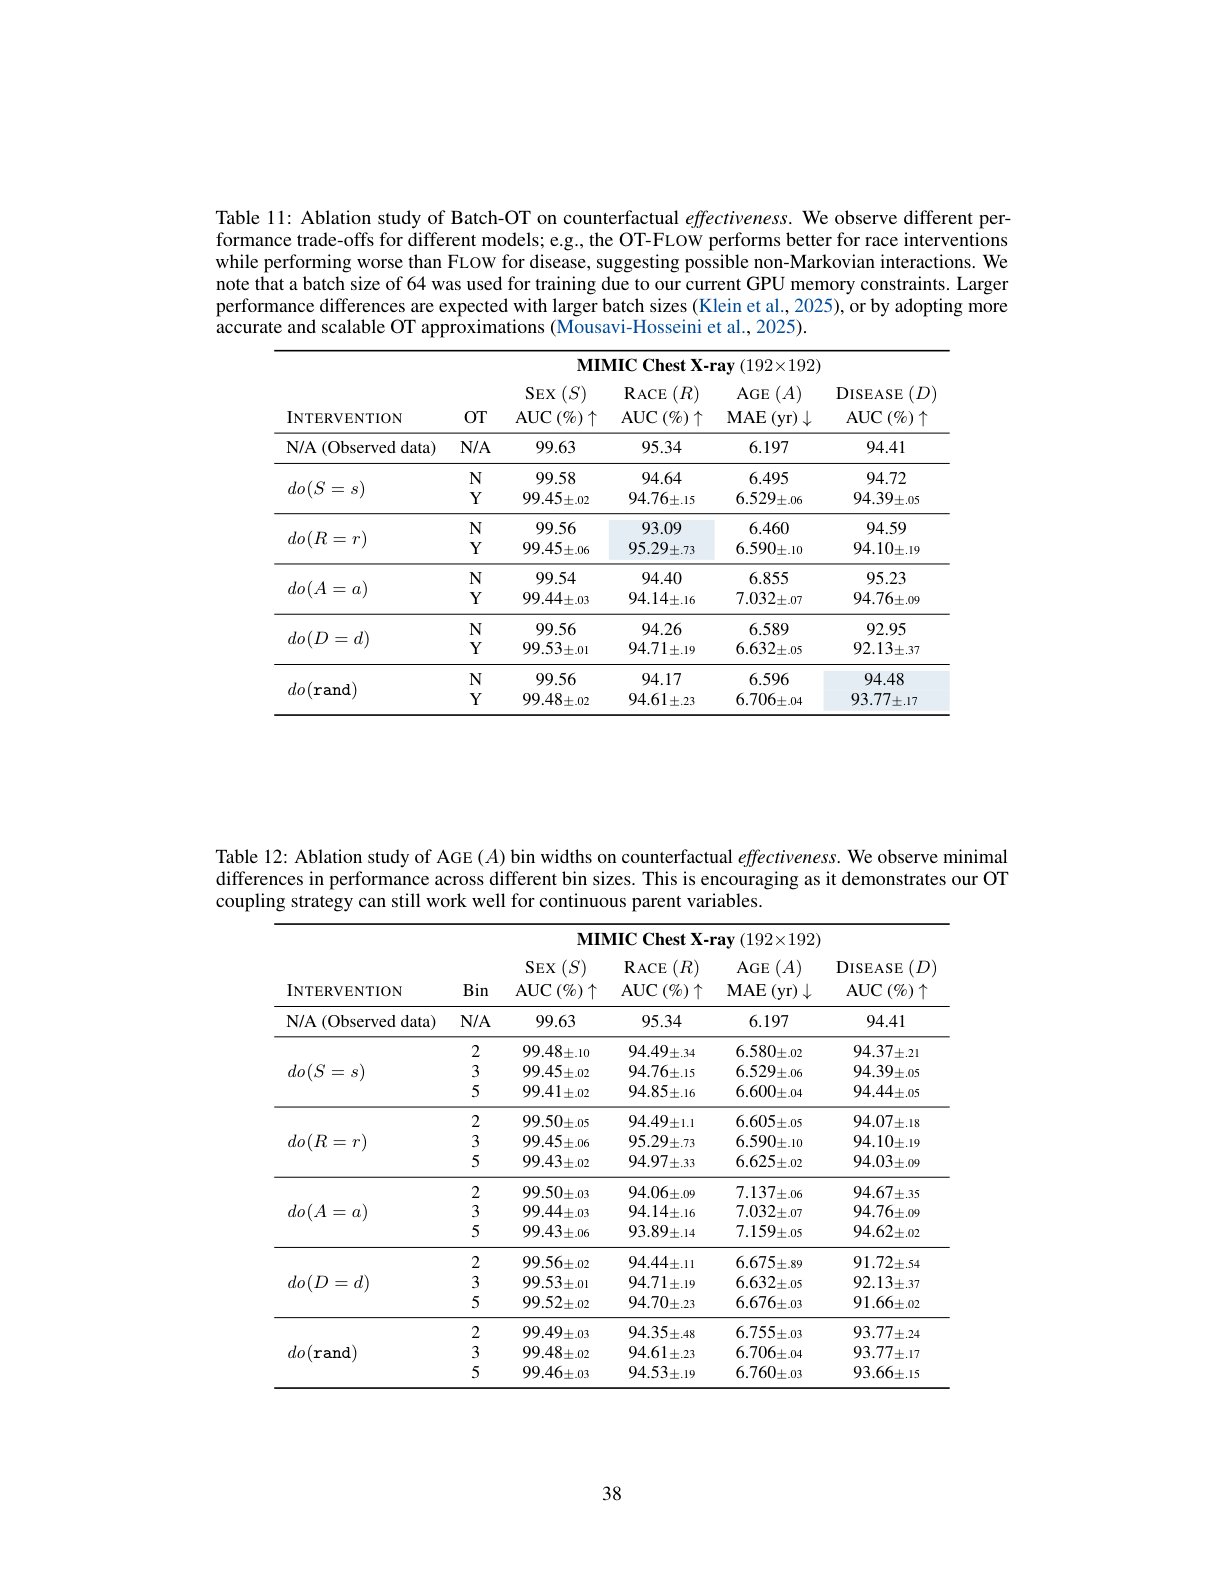 Table 11: Ablation study of Batch-OT on counterfactual effectiveness. We observe different per-
formance trade-offs for different models; e.g., the OT-FLOW performs better for race interventions
while performing worse than FLOW for disease, suggesting possible non-Markovian interactions. We
note that a batch size of 64 was used for training due to our current GPU memory constraints. Larger
performance differences are expected with larger batch sizes (Klein et al., 2025), or by adopting more
accurate and scalable OT approximations (Mousavi-Hosseini et al., 2025).
MIMIC Chest X-ray (192×192)
SEX (S) RACE (R) AGE (A) DISEASE (D)
INTERVENTION OT AUC (%) ↑ AUC (%) ↑ MAE (yr) ↓ AUC (%) ↑
N/A (Observed data) N/A 99.63 95.34 6.197 94.41
do(S = s)
N 99.58 94.64 6.495 94.72
Y 99.45±.02 94.76±.15 6.529±.06 94.39±.05
do(R = r)
N 99.56 93.09 6.460 94.59
Y 99.45±.06 95.29±.73 6.590±.10 94.10±.19
do(A = a)
N 99.54 94.40 6.855 95.23
Y 99.44±.03 94.14±.16 7.032±.07 94.76±.09
do(D = d)
N 99.56 94.26 6.589 92.95
Y 99.53±.01 94.71±.19 6.632±.05 92.13±.37
do(rand)
N 99.56 94.17 6.596 94.48
Y 99.48±.02 94.61±.23 6.706±.04 93.77±.17
Table 12: Ablation study of AGE (A) bin widths on counterfactual effectiveness. We observe minimal
differences in performance across different bin sizes. This is encouraging as it demonstrates our OT
coupling strategy can still work well for continuous parent variables.
MIMIC Chest X-ray (192×192)
SEX (S) RACE (R) AGE (A) DISEASE (D)
INTERVENTION Bin AUC (%) ↑ AUC (%) ↑ MAE (yr) ↓ AUC (%) ↑
N/A (Observed data) N/A 99.63 95.34 6.197 94.41
2 99.48±.10 94.49±.34 6.580±.02 94.37±.21
do(S = s) 3 99.45±.02 94.76±.15 6.529±.06 94.39±.05
5 99.41±.02 94.85±.16 6.600±.04 94.44±.05
2 99.50±.05 94.49±1.1 6.605±.05 94.07±.18
do(R = r) 3 99.45±.06 95.29±.73 6.590±.10 94.10±.19
5 99.43±.02 94.97±.33 6.625±.02 94.03±.09
2 99.50±.03 94.06±.09 7.137±.06 94.67±.35
do(A = a) 3 99.44±.03 94.14±.16 7.032±.07 94.76±.09
5 99.43±.06 93.89±.14 7.159±.05 94.62±.02
2 99.56±.02 94.44±.11 6.675±.89 91.72±.54
do(D = d) 3 99.53±.01 94.71±.19 6.632±.05 92.13±.37
5 99.52±.02 94.70±.23 6.676±.03 91.66±.02
2 99.49±.03 94.35±.48 6.755±.03 93.77±.24
do(rand) 3 99.48±.02 94.61±.23 6.706±.04 93.77±.17
5 99.46±.03 94.53±.19 6.760±.03 93.66±.15
38